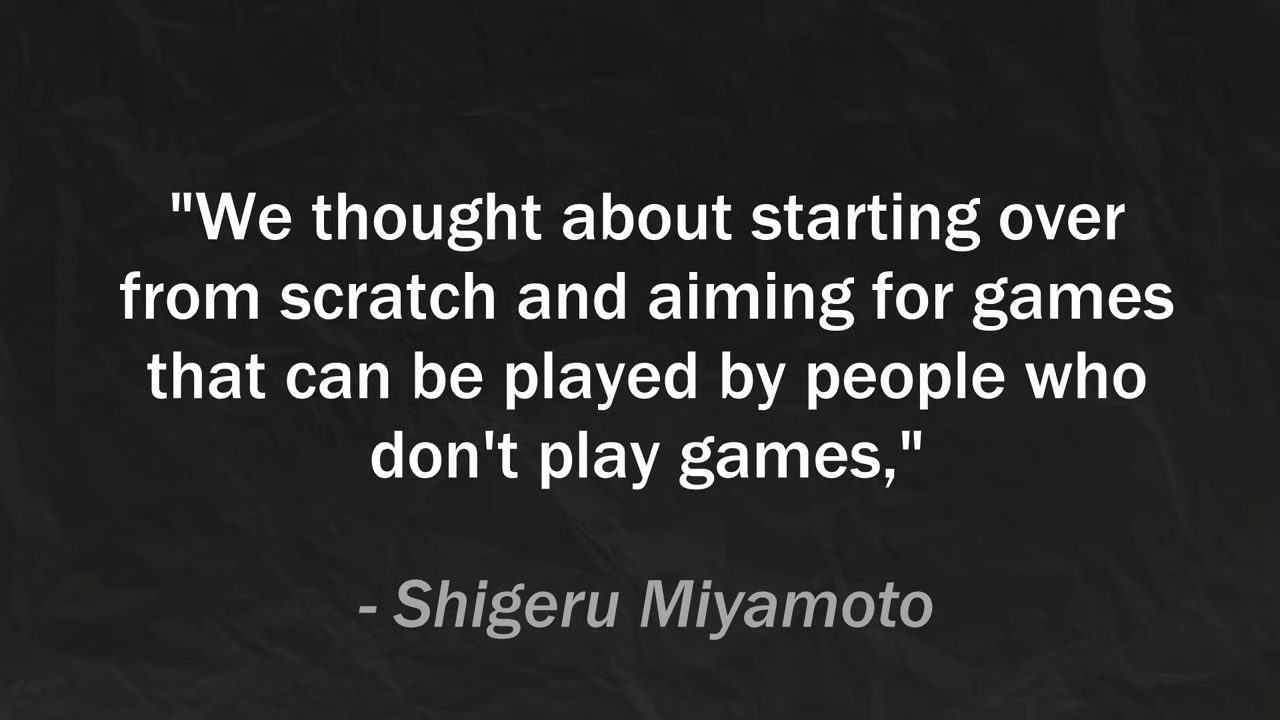 "We thought about starting over
from scratch and aiming for games
that can be played by people who
don't play games,"
- Shigeru Miyamoto